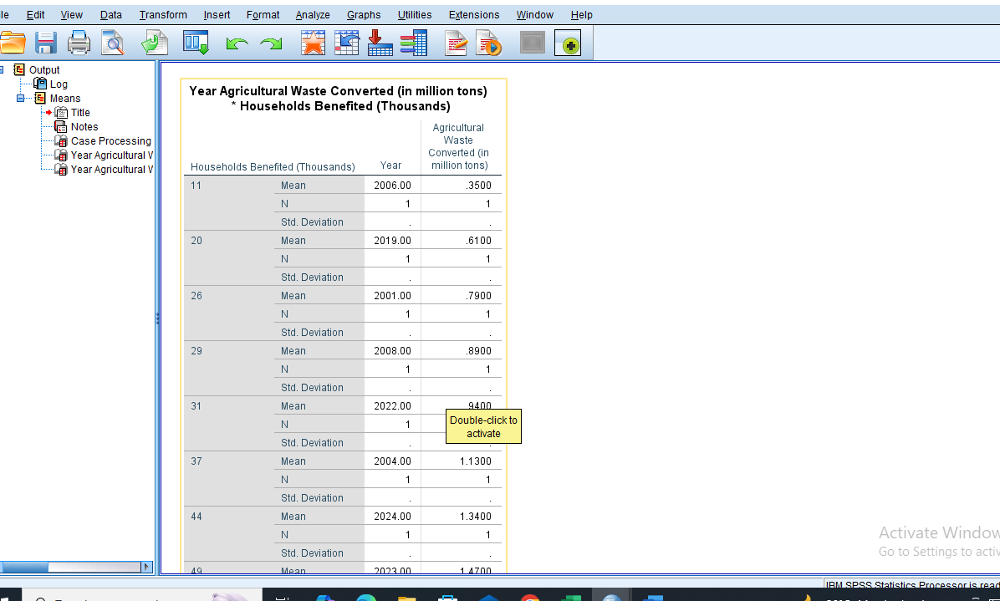 le Edit View Data Transform Insert Format Analyze Graphs Utilities Extensions Window Help
Output
Log
Means
Title
Notes
Case Processing
Year Agricultural W
Year Agricultural W
Year Agricultural Waste Converted (in million tons)
* Households Benefited (Thousands)
Agricultural
Waste
Converted (in
million tons)
Households Benefited (Thousands) Year
11 Mean 2006.00 .3500
N 1 1
Std. Deviation . .
20 Mean 2019.00 .6100
N 1 1
Std. Deviation . .
26 Mean 2001.00 .7900
N 1 1
Std. Deviation . .
29 Mean 2008.00 .8900
N 1 1
Std. Deviation . .
31 Mean 2022.00 .9400
N 1
Std. Deviation .
Double-click to
activate
37 Mean 2004.00 1.1300
N 1 1
Std. Deviation . .
44 Mean 2024.00 1.3400
N 1 1
Std. Deviation . .
49 Mean 2023.00 1.4700
Activate Window
Go to Settings to activ
IBM SPSS Statistics Processor is read